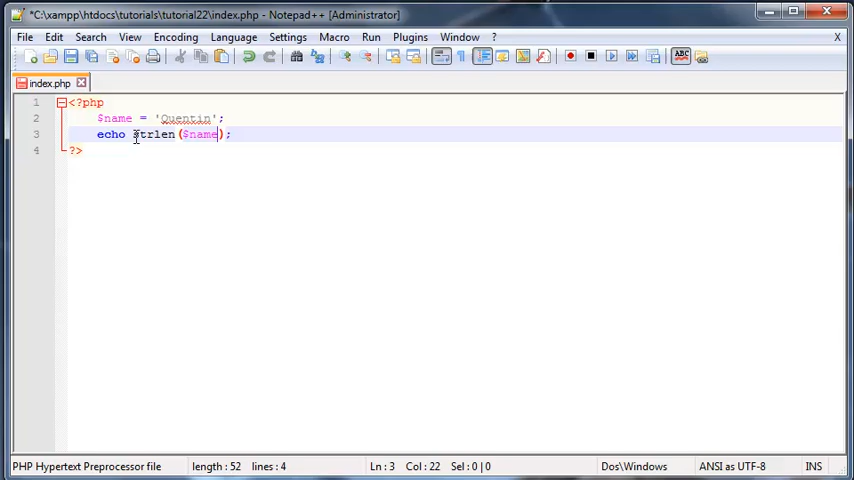 *C:\xampp\htdocs\tutorials\tutorial22\index.php - Notepad++ [Administrator]
File Edit Search View Encoding Language Settings Macro Run Plugins Window ? X
ABC
index.php
1 <?php
2 $name = 'Quentin';
3 echo strlen($name);
4 ?>
PHP Hypertext Preprocessor file length : 52 lines : 4 Ln : 3 Col : 22 Sel : 0 | 0 Dos\Windows ANSI as UTF-8 INS